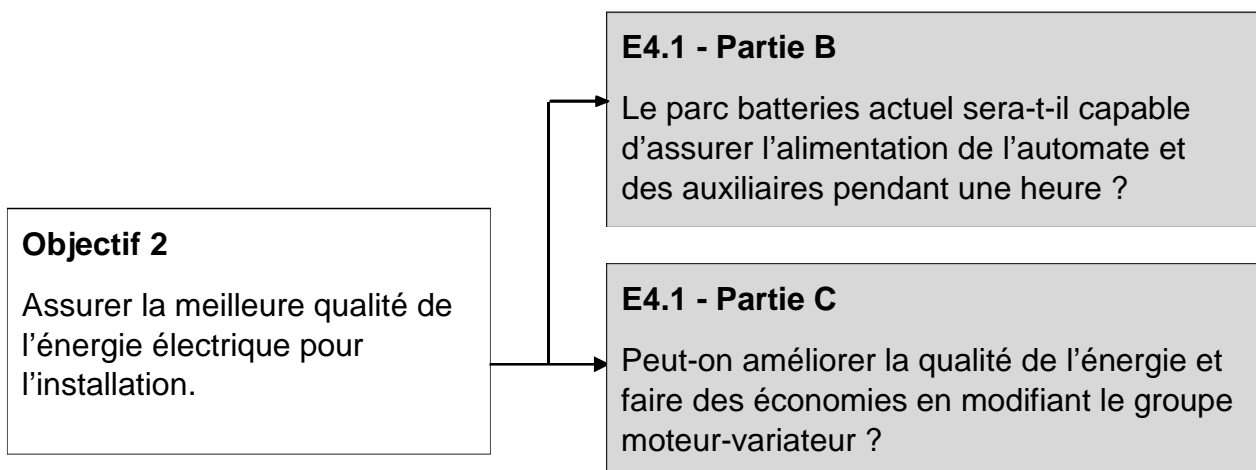 E4.1 - Partie B
Le parc batteries actuel sera-t-il capable
d’assurer l’alimentation de l’automate et
des auxiliaires pendant une heure ?
Objectif 2
Assurer la meilleure qualité de
l’énergie électrique pour
l’installation.
E4.1 - Partie C
Peut-on améliorer la qualité de l’énergie et
faire des économies en modifiant le groupe
moteur-variateur ?